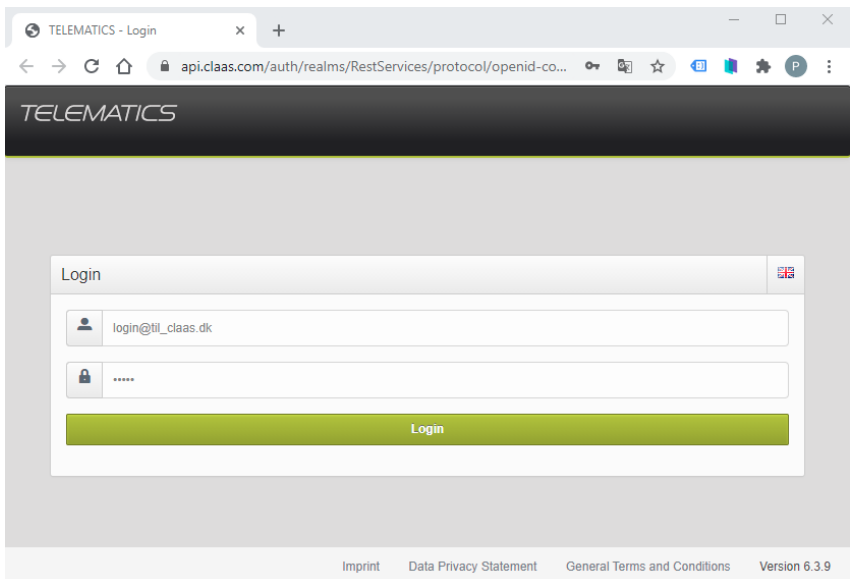 TELEMATICS - Login
api.claas.com/auth/realms/RestServices/protocol/openid-co...
P
TELEMATICS
Login
login@til_claas.dk
•••••
Login
Imprint Data Privacy Statement General Terms and Conditions Version 6.3.9